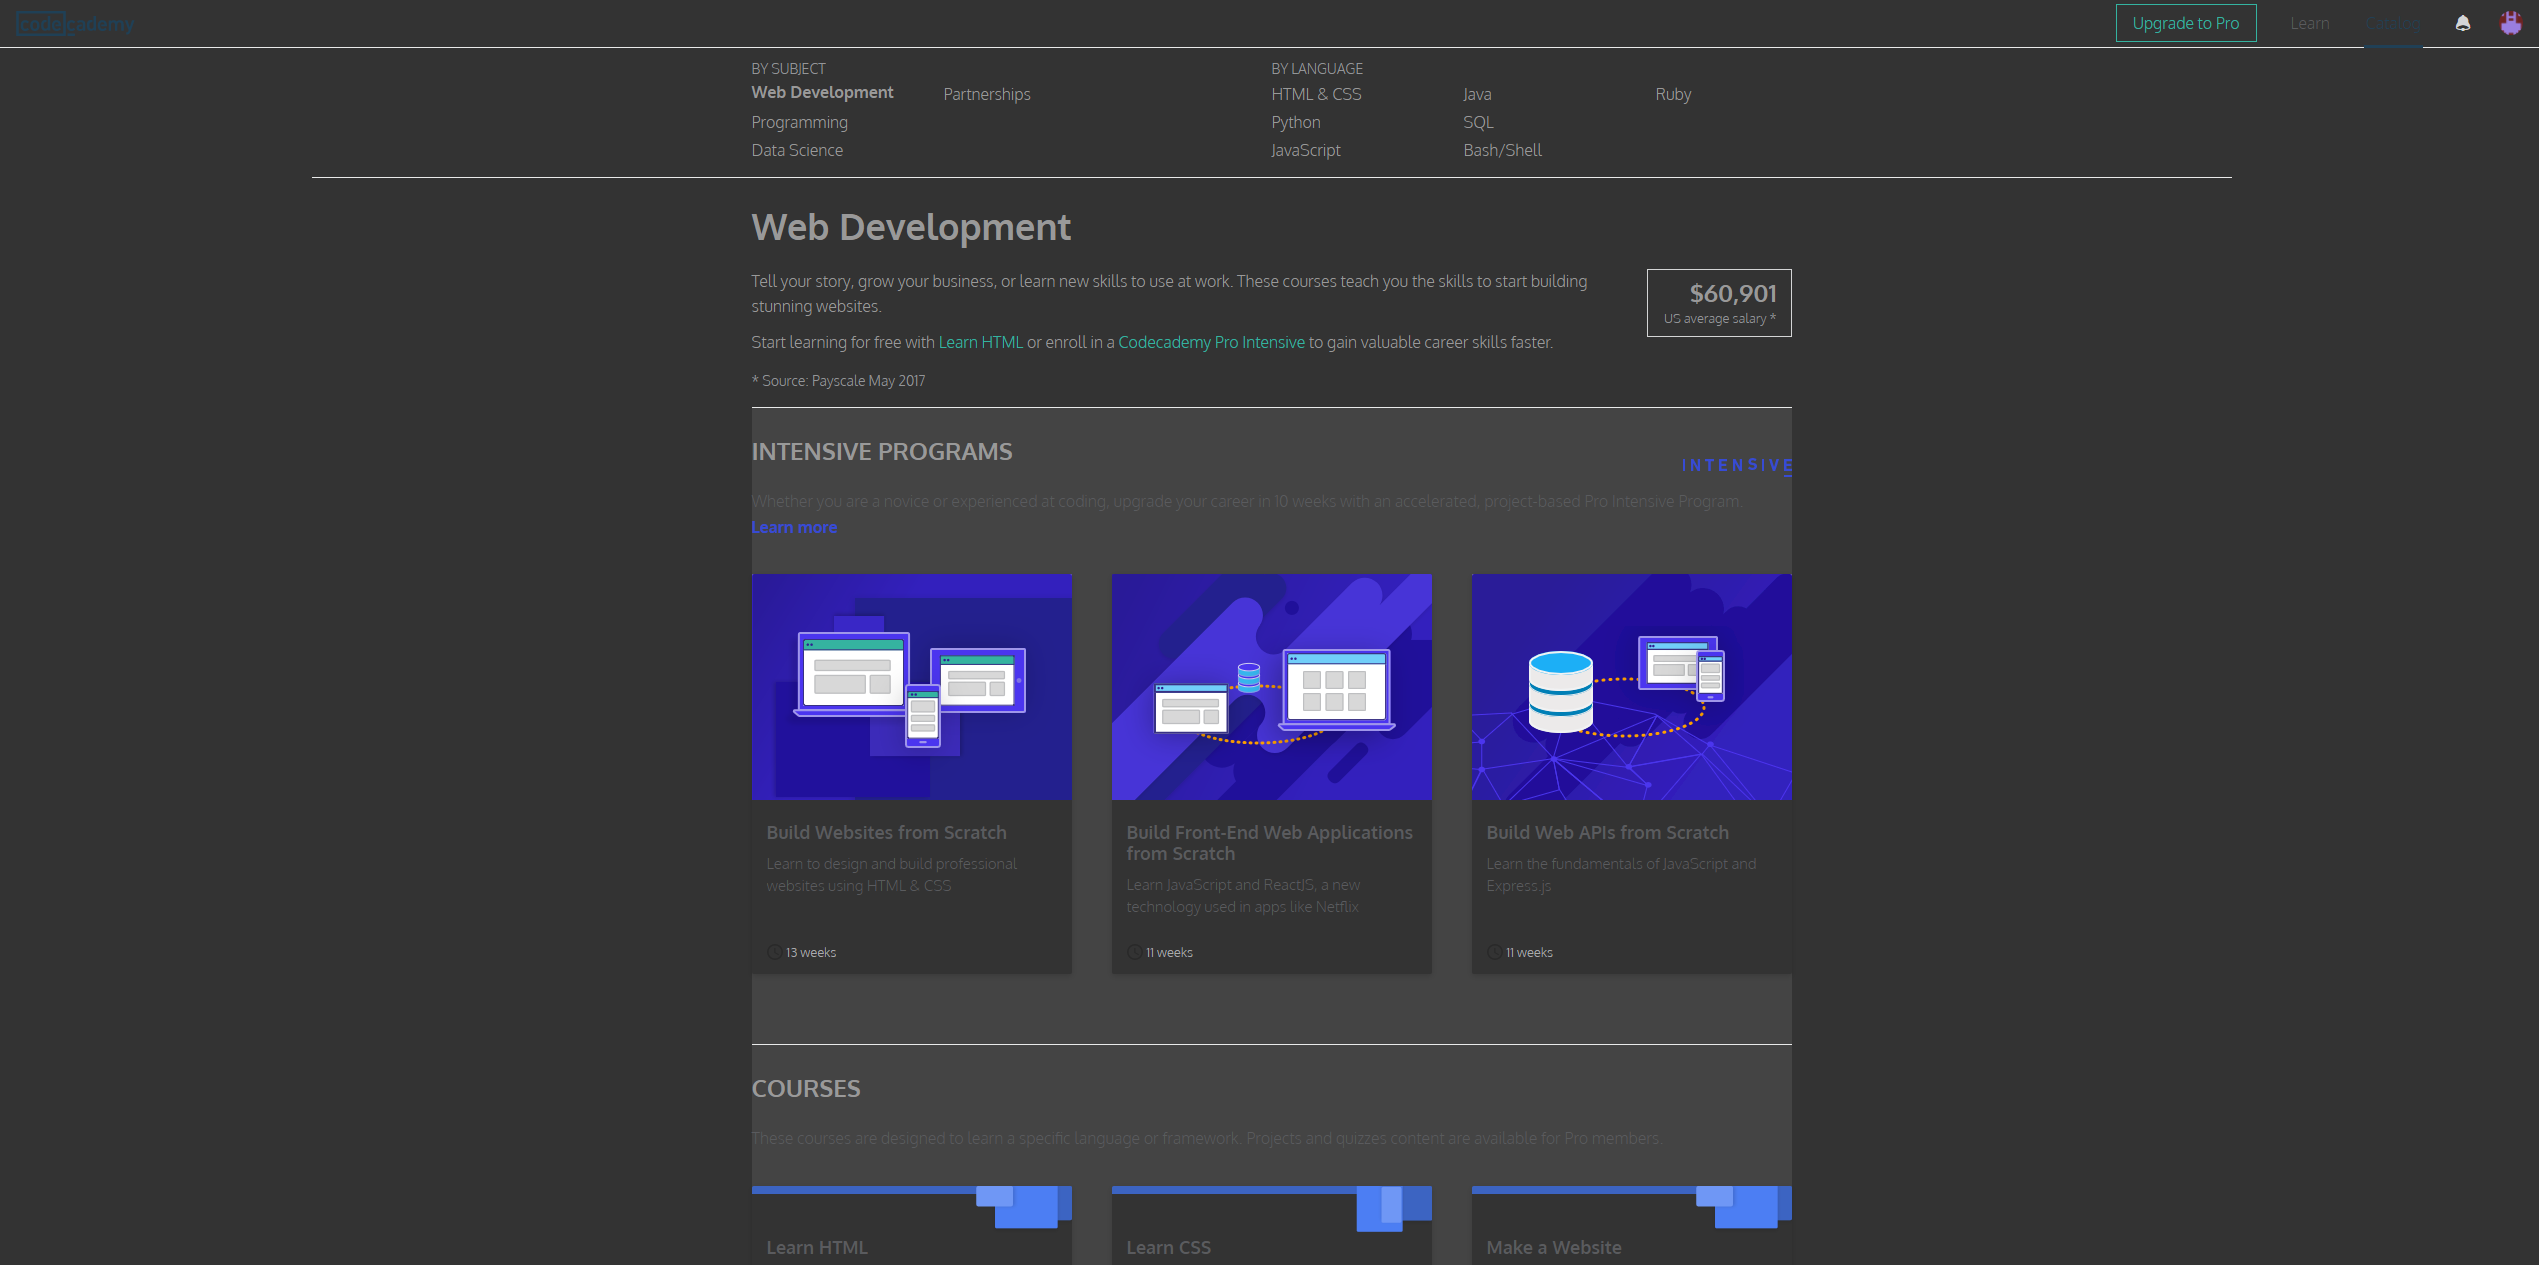 codecademy
Upgrade to Pro
Learn
Catalog
BY SUBJECT
Web Development
Partnerships
Programming
Data Science
BY LANGUAGE
HTML & CSS
Java
Ruby
Python
SQL
JavaScript
Bash/Shell
Web Development
Tell your story, grow your business, or learn new skills to use at work. These courses teach you the skills to start building
stunning websites.
Start learning for free with Learn HTML or enroll in a Codecademy Pro Intensive to gain valuable career skills faster.
* Source: Payscale May 2017
$60,901
US average salary *
INTENSIVE PROGRAMS
INTENSIVE
Whether you are a novice or experienced at coding, upgrade your career in 10 weeks with an accelerated, project-based Pro Intensive Program.
Learn more
Build Websites from Scratch
Learn to design and build professional
websites using HTML & CSS
13 weeks
Build Front-End Web Applications
from Scratch
Learn JavaScript and ReactJS, a new
technology used in apps like Netflix
11 weeks
Build Web APIs from Scratch
Learn the fundamentals of JavaScript and
Express.js
11 weeks
COURSES
These courses are designed to learn a specific language or framework. Projects and quizzes content are available for Pro members.
Learn HTML
Learn CSS
Make a Website